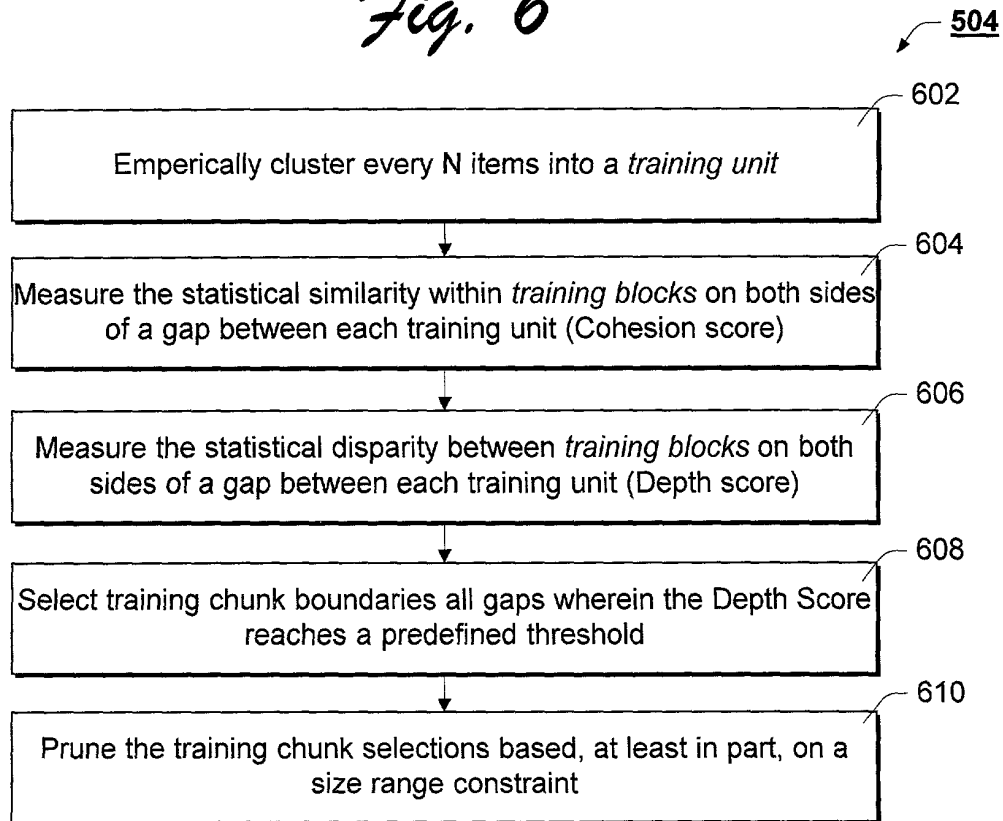 Fig. 6
504
602
Emperically cluster every N items into a training unit
604
Measure the statistical similarity within training blocks on both sides
of a gap between each training unit (Cohesion score)
606
Measure the statistical disparity between training blocks on both
sides of a gap between each training unit (Depth score)
608
Select training chunk boundaries all gaps wherein the Depth Score
reaches a predefined threshold
610
Prune the training chunk selections based, at least in part, on a
size range constraint